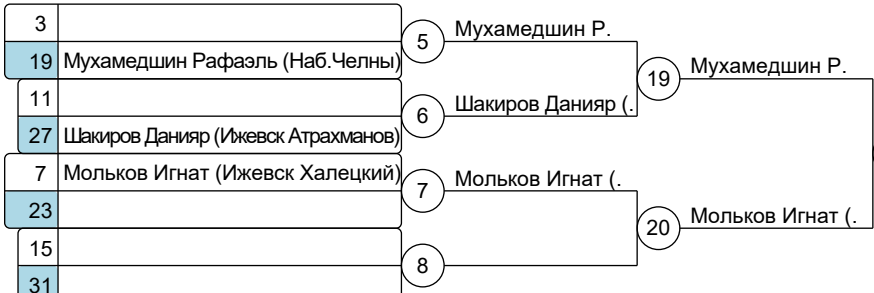 3
19 Мухамедшин Рафаэль (Наб.Челны)
5
Мухамедшин Р.
11
27 Шакиров Данияр (Ижевск Атрахманов)
6
Шакиров Данияр (.
19
Мухамедшин Р.
7 Мольков Игнат (Ижевск Халецкий)
23
7
Мольков Игнат (.
15
31
8
20
Мольков Игнат (.